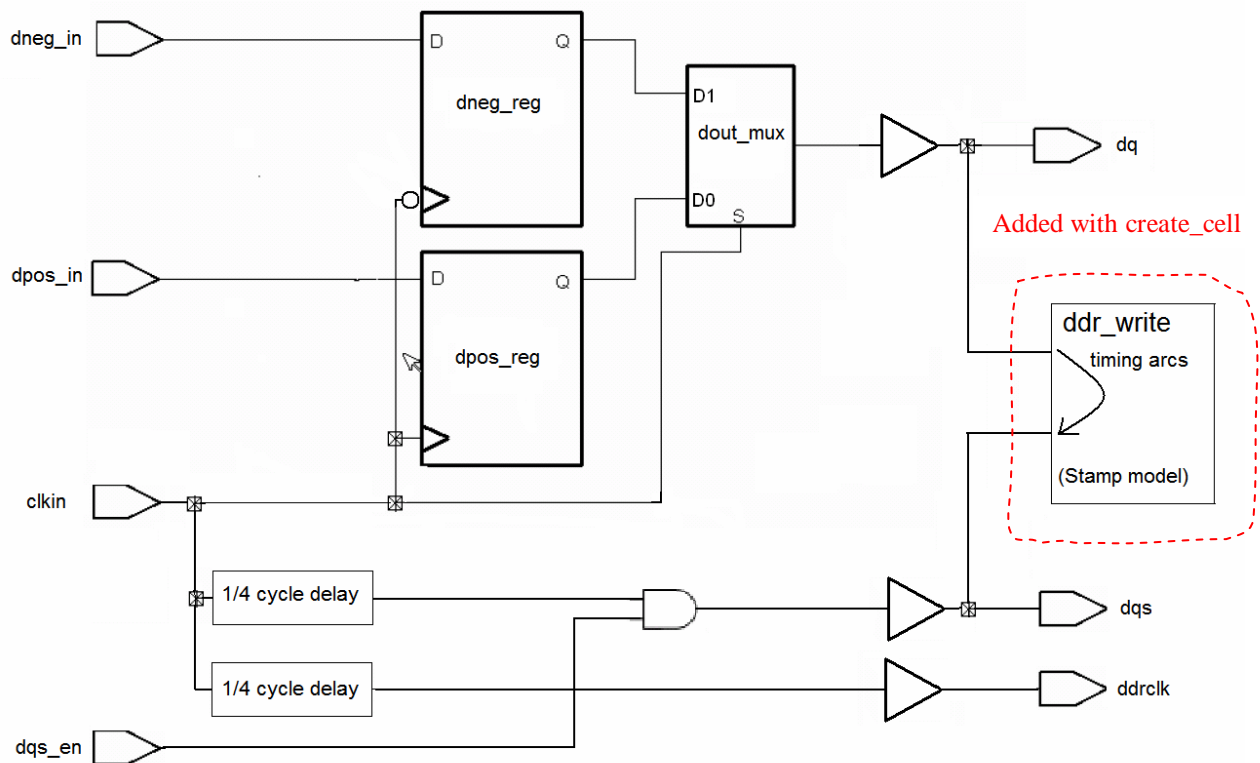 dneg_in
D
Q
dneg_reg
D1
dout_mux
D0
S
dq
Added with create_cell
dpos_in
D
Q
dpos_reg
ddr_write
timing arcs
(Stamp model)
clkin
1/4 cycle delay
dqs
1/4 cycle delay
ddrclk
dqs_en